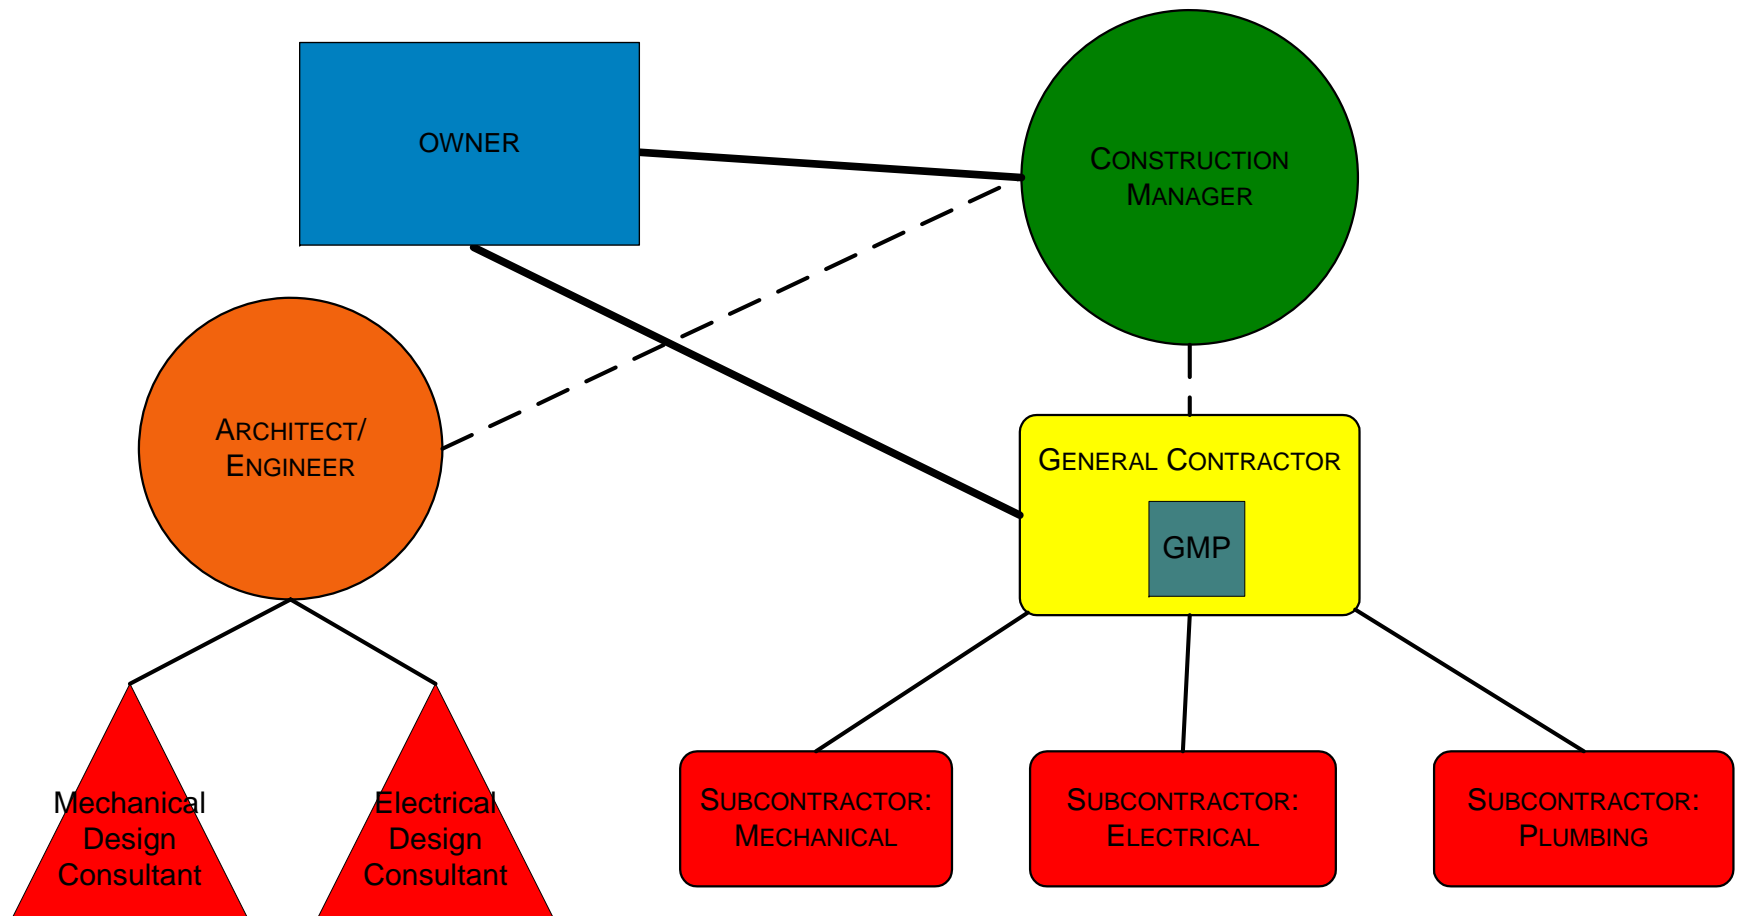 OWNER
CONSTRUCTION
MANAGER
ARCHITECT/
ENGINEER
GENERAL CONTRACTOR
GMP
Mechanical
Design
Consultant
Electrical
Design
Consultant
SUBCONTRACTOR:
MECHANICAL
SUBCONTRACTOR:
ELECTRICAL
SUBCONTRACTOR:
PLUMBING